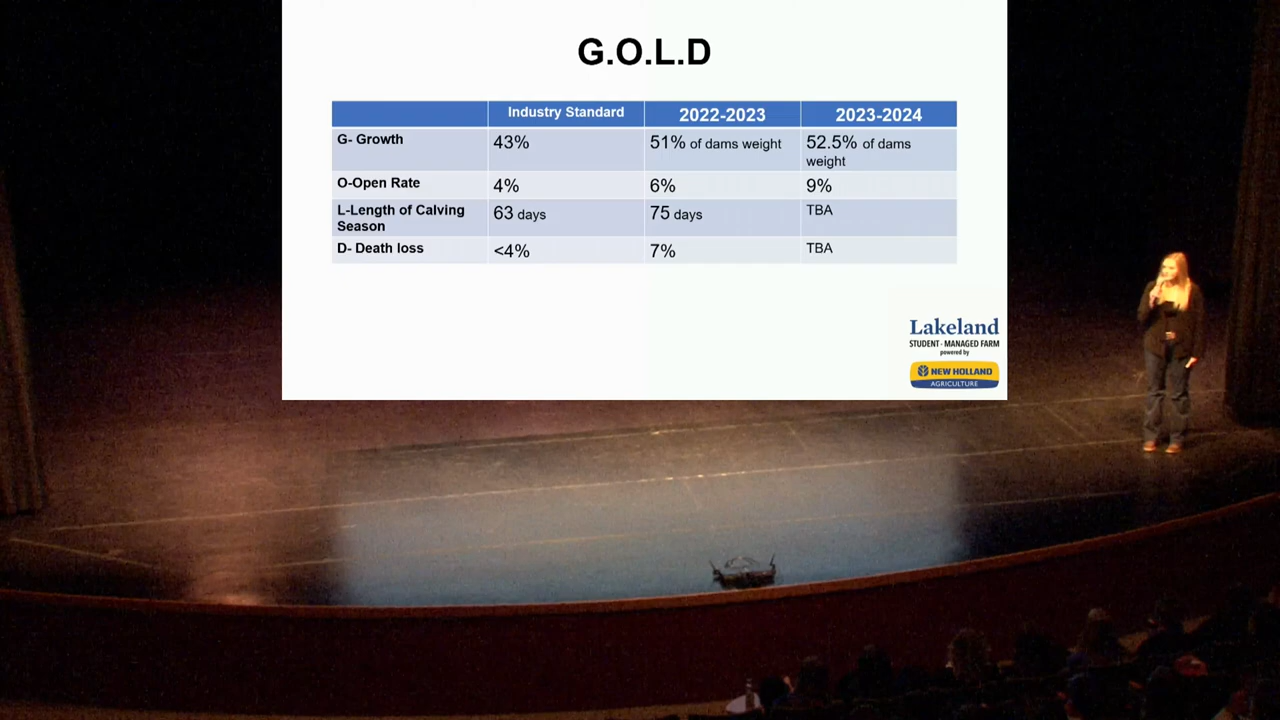 G.O.L.D
Industry Standard 2022-2023 2023-2024
G- Growth 43% 51% of dams weight 52.5% of dams
weight
O-Open Rate 4% 6% 9%
L-Length of Calving 63 days 75 days TBA
Season
D- Death loss <4% 7% TBA
Lakeland
STUDENT-MANAGED FARM
powered by
NEW HOLLAND
AGRICULTURE